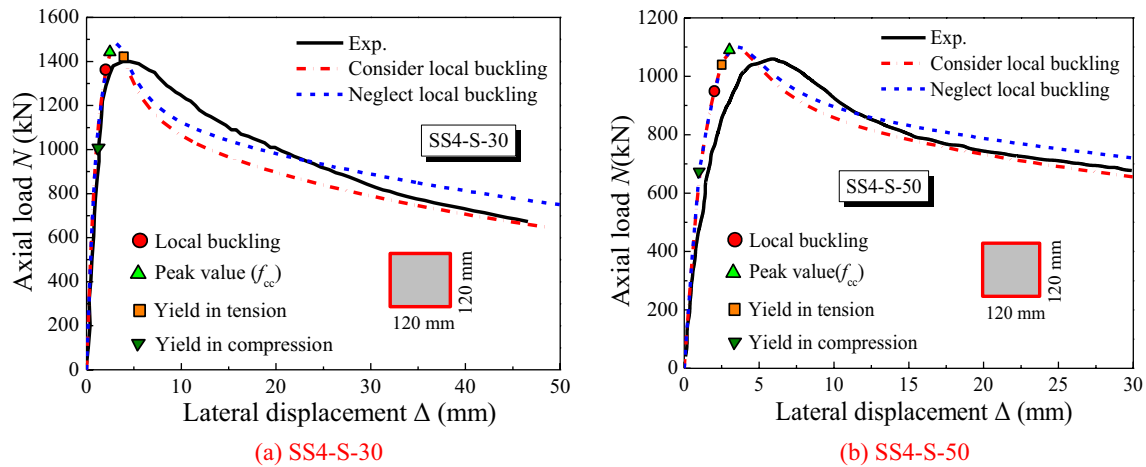 1600
1400
1200
1000
800
600
400
200
0
Axial load N (kN)
Exp.
Consider local buckling
Neglect local buckling
SS4-S-30
Local buckling
Peak value (fcc)
Yield in tension
Yield in compression
120 mm
120 mm
0 10 20 30 40 50
Lateral displacement Δ (mm)
(a) SS4-S-30
1200
1000
800
600
400
200
0
Axial load N(kN)
Exp.
Consider local buckling
Neglect local buckling
SS4-S-50
Local buckling
Peak value(fcc)
Yield in tension
Yield in compression
120 mm
120 mm
0 5 10 15 20 25 30
Lateral displacement Δ (mm)
(b) SS4-S-50